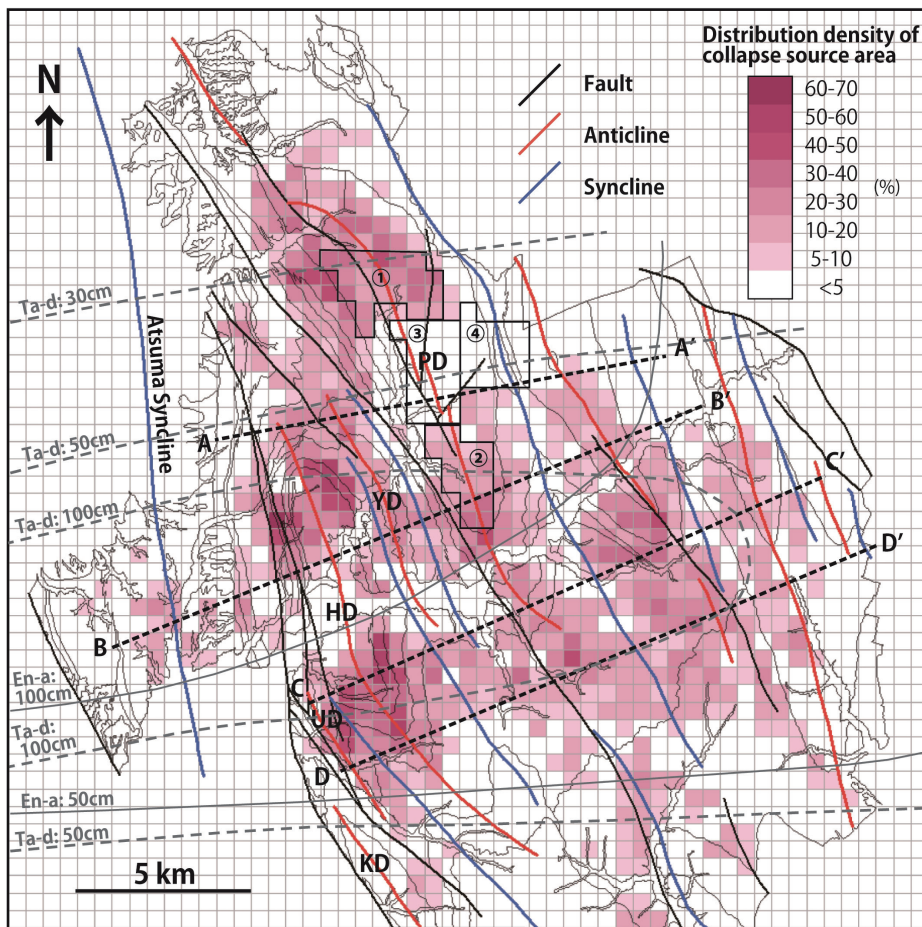 Distribution density of
collapse source area
60-70
50-60
40-50
30-40
20-30
10-20
5-10
<5
(%)
N
Fault
Anticline
Syncline
Ta-d: 30cm
Atsuma Syncline
①
③
④
PD
A'
B'
Ta-d: 50cm
A
②
C'
Ta-d: 100cm
YD
D'
HD
B
En-a:
100cm
C
Ta-d:
100cm
UD
D
En-a: 50cm
Ta-d: 50cm
KD
5 km